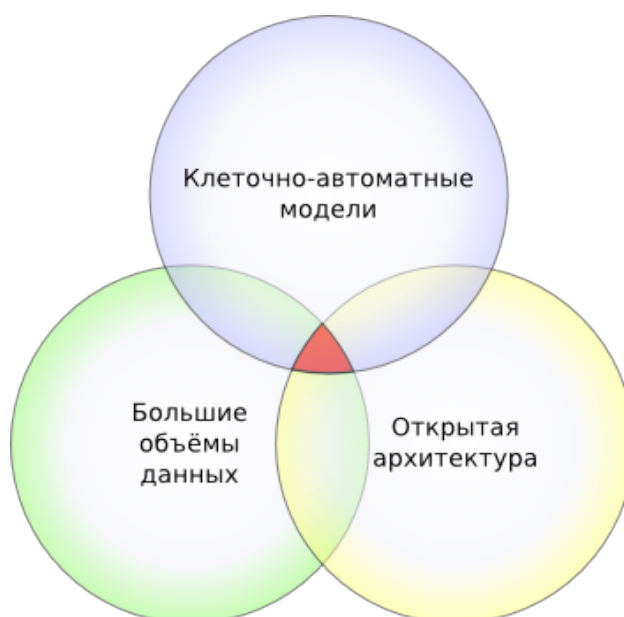 Клеточно-автоматные
модели
Большие
объёмы
данных
Открытая
архитектура